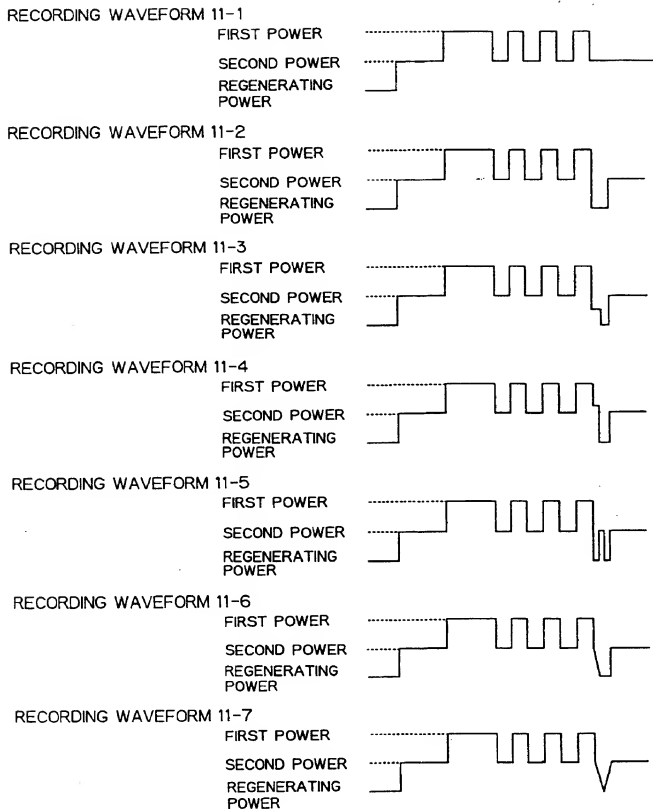 RECORDING WAVEFORM 11-1
FIRST POWER
SECOND POWER
REGENERATING
POWER
RECORDING WAVEFORM 11-2
FIRST POWER
SECOND POWER
REGENERATING
POWER
RECORDING WAVEFORM 11-3
FIRST POWER
SECOND POWER
REGENERATING
POWER
RECORDING WAVEFORM 11-4
FIRST POWER
SECOND POWER
REGENERATING
POWER
RECORDING WAVEFORM 11-5
FIRST POWER
SECOND POWER
REGENERATING
POWER
RECORDING WAVEFORM 11-6
FIRST POWER
SECOND POWER
REGENERATING
POWER
RECORDING WAVEFORM 11-7
FIRST POWER
SECOND POWER
REGENERATING
POWER